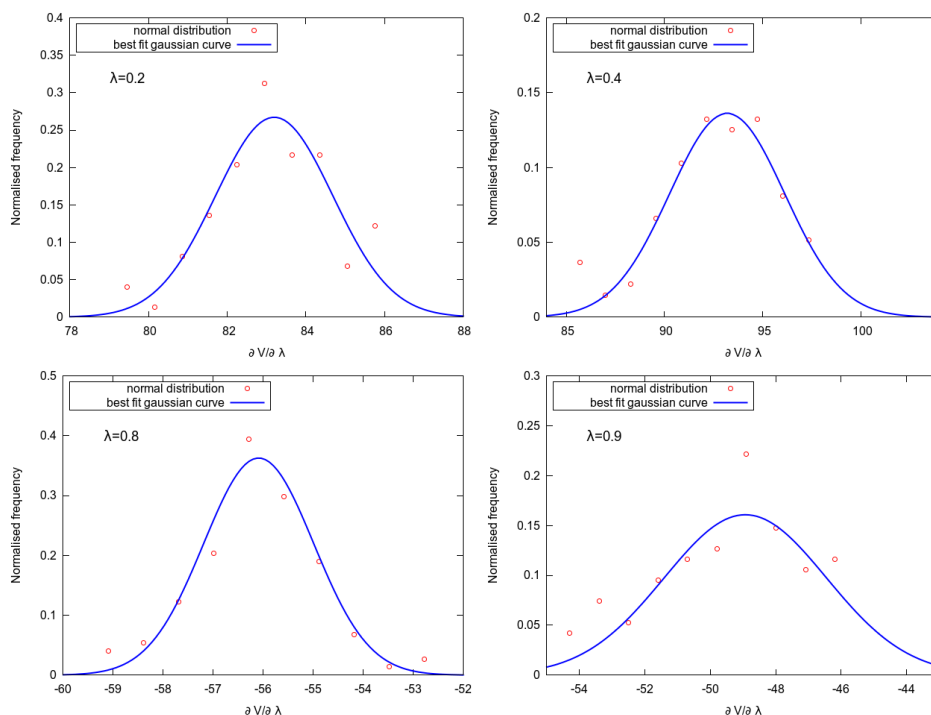 0.4
0.35
0.3
0.25
0.2
0.15
0.1
0.05
0
78 80 82 84 86 88
Normalised frequency
∂ V/∂ λ
normal distribution
best fit gaussian curve
λ=0.2
0.2
0.15
0.1
0.05
0
85 90 95 100
Normalised frequency
∂ V/∂ λ
normal distribution
best fit gaussian curve
λ=0.4
0.5
0.4
0.3
0.2
0.1
0
-60 -59 -58 -57 -56 -55 -54 -53 -52
Normalised frequency
∂ V/∂ λ
normal distribution
best fit gaussian curve
λ=0.8
0.3
0.25
0.2
0.15
0.1
0.05
0
-54 -52 -50 -48 -46 -44
Normalised frequency
∂ V/∂ λ
normal distribution
best fit gaussian curve
λ=0.9